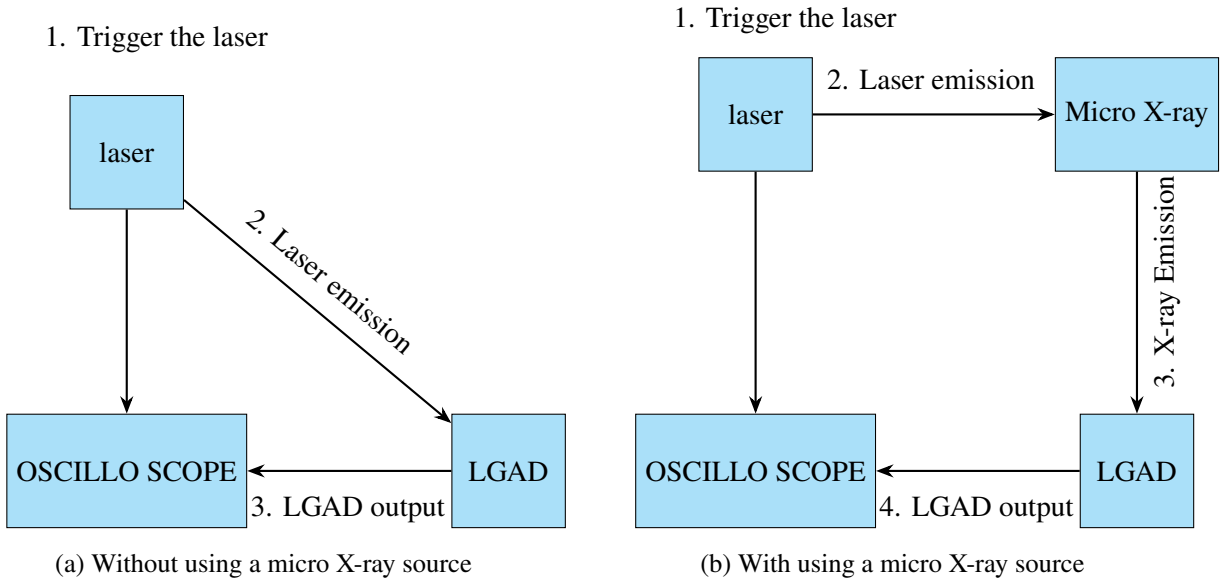 1. Trigger the laser
laser
2. Laser emission
OSCILLO SCOPE
LGAD
3. LGAD output
(a) Without using a micro X-ray source
1. Trigger the laser
laser
2. Laser emission
Micro X-ray
3. X-ray Emission
OSCILLO SCOPE
LGAD
4. LGAD output
(b) With using a micro X-ray source